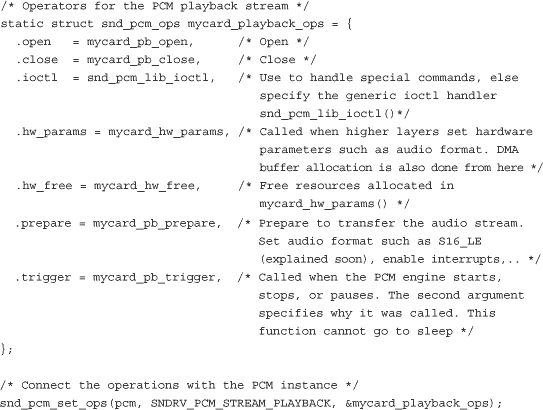 /* Operators for the PCM playback stream */
static struct snd_pcm_ops mycard_playback_ops = {
  .open   = mycard_pb_open,      /* Open */
  .close  = mycard_pb_close,     /* Close */
  .ioctl  = snd_pcm_lib_ioctl,   /* Use to handle special commands, else
                                    specify the generic ioctl handler
                                    snd_pcm_lib_ioctl()*/
  .hw_params = mycard_hw_params, /* Called when higher layers set hardware
                                    parameters such as audio format. DMA
                                    buffer allocation is also done from here */
  .hw_free = mycard_hw_free,     /* Free resources allocated in
                                    mycard_hw_params() */
  .prepare = mycard_pb_prepare,  /* Prepare to transfer the audio stream.
                                    Set audio format such as S16_LE
                                    (explained soon), enable interrupts,.. */
  .trigger = mycard_pb_trigger,  /* Called when the PCM engine starts,
                                    stops, or pauses. The second argument
                                    specifies why it was called. This
                                    function cannot go to sleep */
};
/* Connect the operations with the PCM instance */
snd_pcm_set_ops(pcm, SNDRV_PCM_STREAM_PLAYBACK, &mycard_playback_ops);